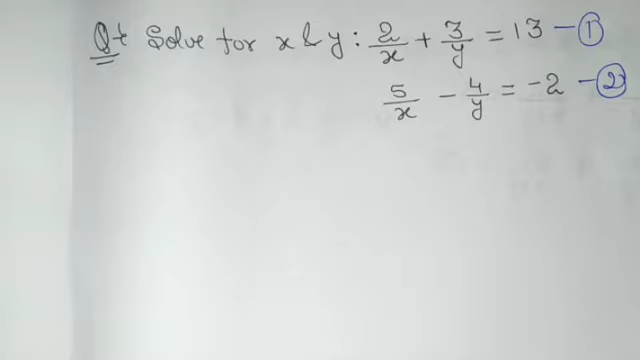 Q+ Solve for x & y: 2/x + 3/y = 13 — ①
5/x - 4/y = -2 — ②